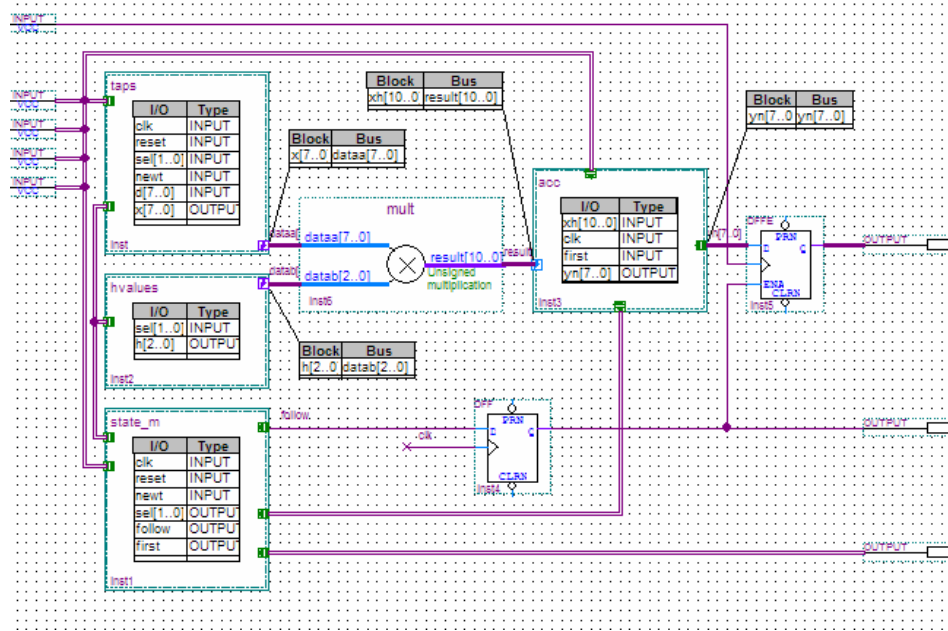 INPUT
VCC
INPUT
VCC
INPUT
VCC
INPUT
VCC
INPUT
VCC
taps
I/O Type
clk INPUT
reset INPUT
sel[1..0] INPUT
newt INPUT
d[7..0] INPUT
x[7..0] OUTPUT
inst
Block Bus
x[7..0 dataa[7..0]
Block Bus
xh[10..0 result[10..0]
Block Bus
yn[7..0] yn[7..0]
mult
dataa[
dataa[7..0]
datab[
datab[2..0]
result[10..0]
result
Unsigned
multiplication
inst6
acc
I/O Type
xh[10..0] INPUT
clk INPUT
first INPUT
yn[7..0] OUTPUT
inst3
DFFE
PRN
D Q
ENA
CLRN
inst5
OUTPUT
hvalues
I/O Type
sel[1..0] INPUT
h[2..0] OUTPUT
inst2
Block Bus
h[2..0 datab[2..0]
state_m
I/O Type
clk INPUT
reset INPUT
newt INPUT
sel[1..0] OUTPUT
follow OUTPUT
first OUTPUT
inst1
follow
clk
DFF
PRN
D Q
CLRN
inst4
OUTPUT
OUTPUT